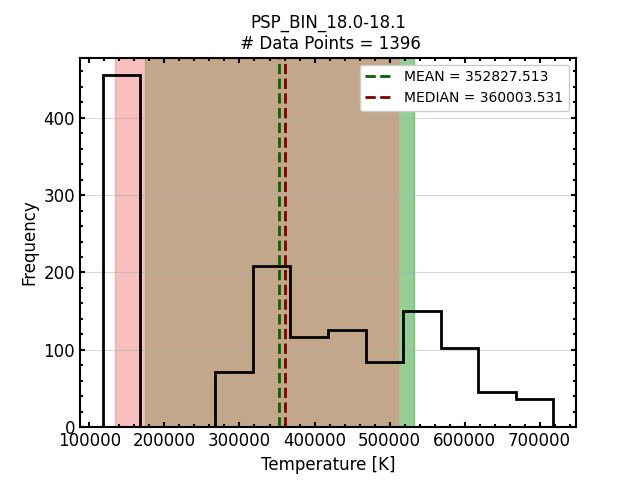 PSP_BIN_18.0-18.1
# Data Points = 1396
MEAN = 352827.513
MEDIAN = 360003.531
Frequency
400
300
200
100
0
100000 200000 300000 400000 500000 600000 700000
Temperature [K]